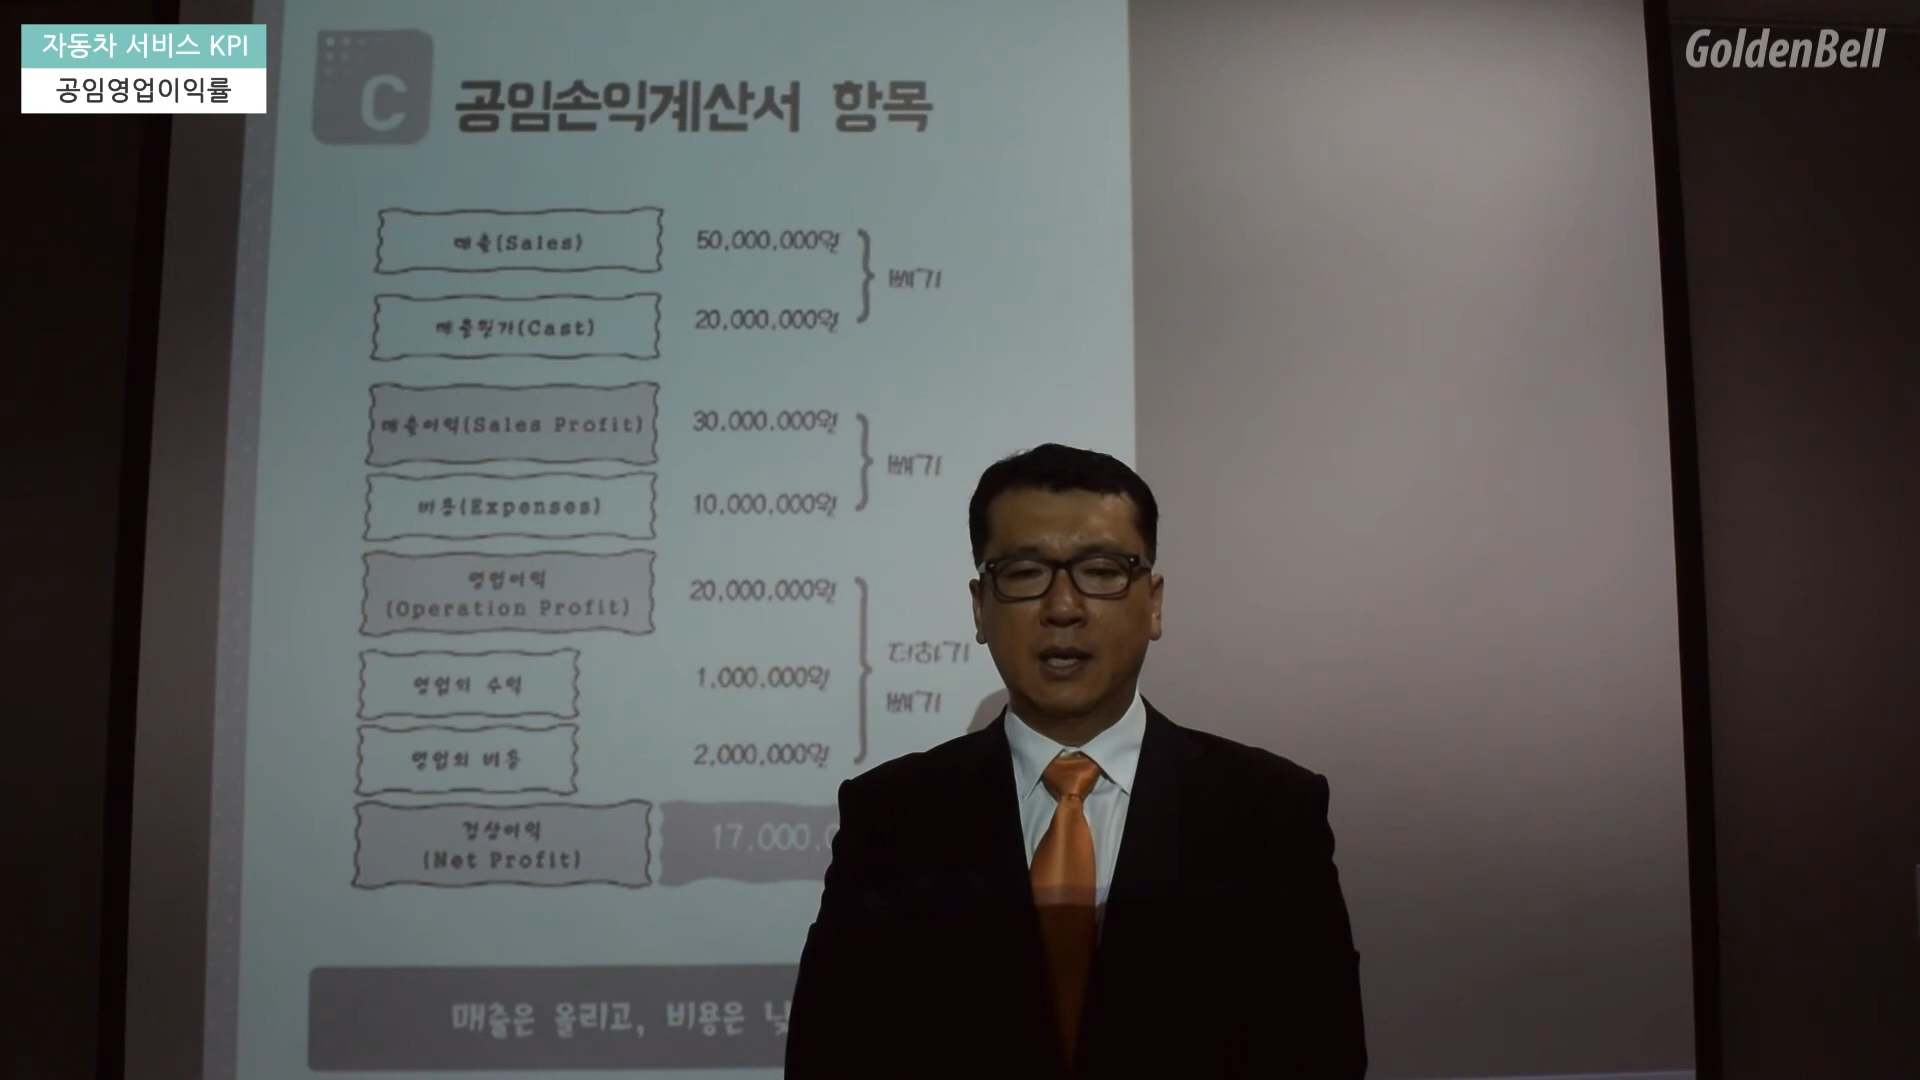 자동차 서비스 KPI
공임영업이익률
GoldenBell
C
공임손익계산서 항목
매출(Sales)
50,000,000원
빼기
매출원가(Cast)
20,000,000원
매출이익(Sales Profit)
30,000,000원
빼기
비용(Expenses)
10,000,000원
영업이익
(Operation Profit)
20,000,000원
더하기
영업외 수익
1,000,000원
빼기
영업외 비용
2,000,000원
경상이익
(Net Profit)
17,000,0
매출은 올리고, 비용은